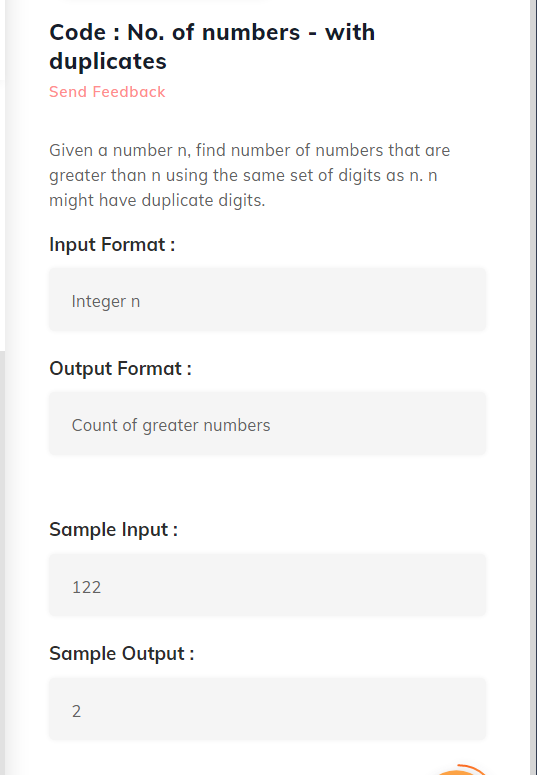 Code : No. of numbers - with
duplicates
Send Feedback
Given a number n, find number of numbers that are
greater than n using the same set of digits as n. n
might have duplicate digits.
Input Format :
Integer n
Output Format :
Count of greater numbers
Sample Input :
122
Sample Output :
2